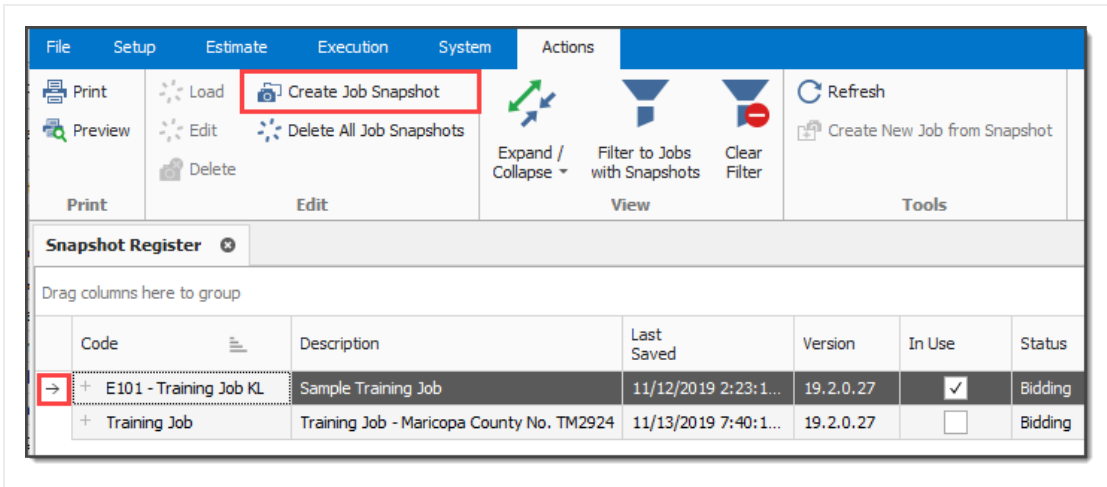 File Setup Estimate Execution System Actions
Print Load Create Job Snapshot Refresh
Preview Edit Delete All Job Snapshots Create New Job from Snapshot
Expand / Filter to Jobs Clear
Delete Collapse with Snapshots Filter
Print Edit View Tools
Snapshot Register
Drag columns here to group
Code Description Last Saved Version In Use Status
E101 - Training Job KL Sample Training Job 11/12/2019 2:23:1... 19.2.0.27 Bidding
Training Job Training Job - Maricopa County No. TM2924 11/13/2019 7:40:1... 19.2.0.27 Bidding